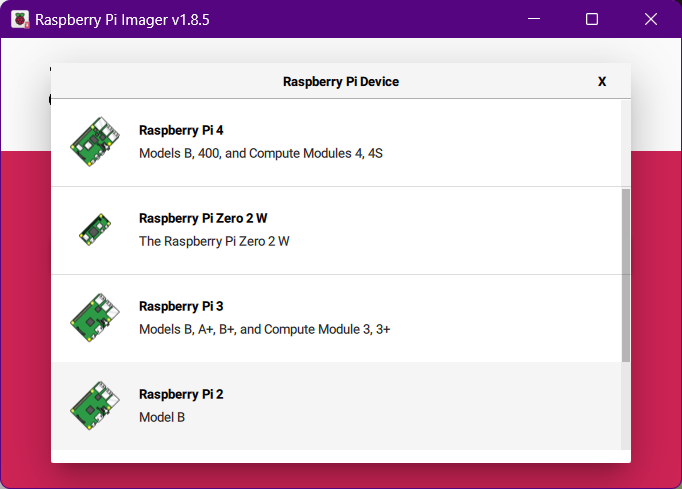 Raspberry Pi Imager v1.8.5
Raspberry Pi Device
X
Raspberry Pi 4
Models B, 400, and Compute Modules 4, 4S
Raspberry Pi Zero 2 W
The Raspberry Pi Zero 2 W
Raspberry Pi 3
Models B, A+, B+, and Compute Module 3, 3+
Raspberry Pi 2
Model B